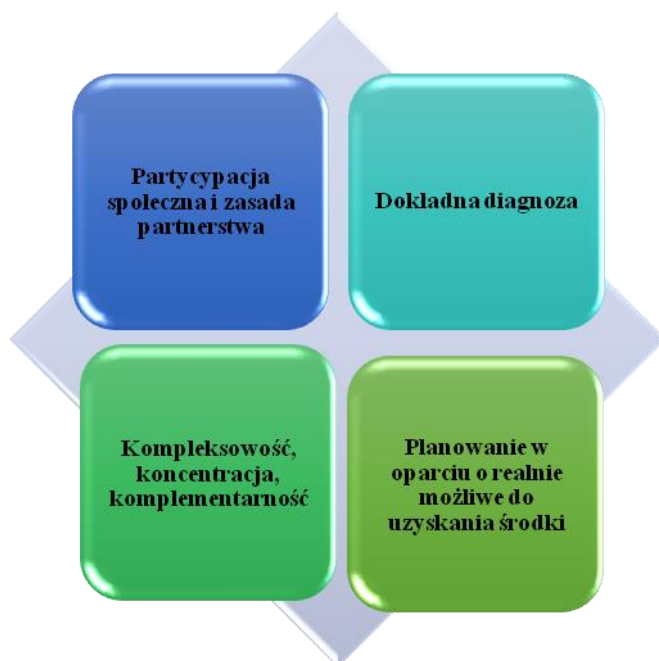 Partycypacja
społeczna i zasada
partnerstwa
Dokładna diagnoza
Kompleksowość,
koncentracja,
komplementarność
Planowanie w
oparciu o realnie
możliwe do
uzyskania środki